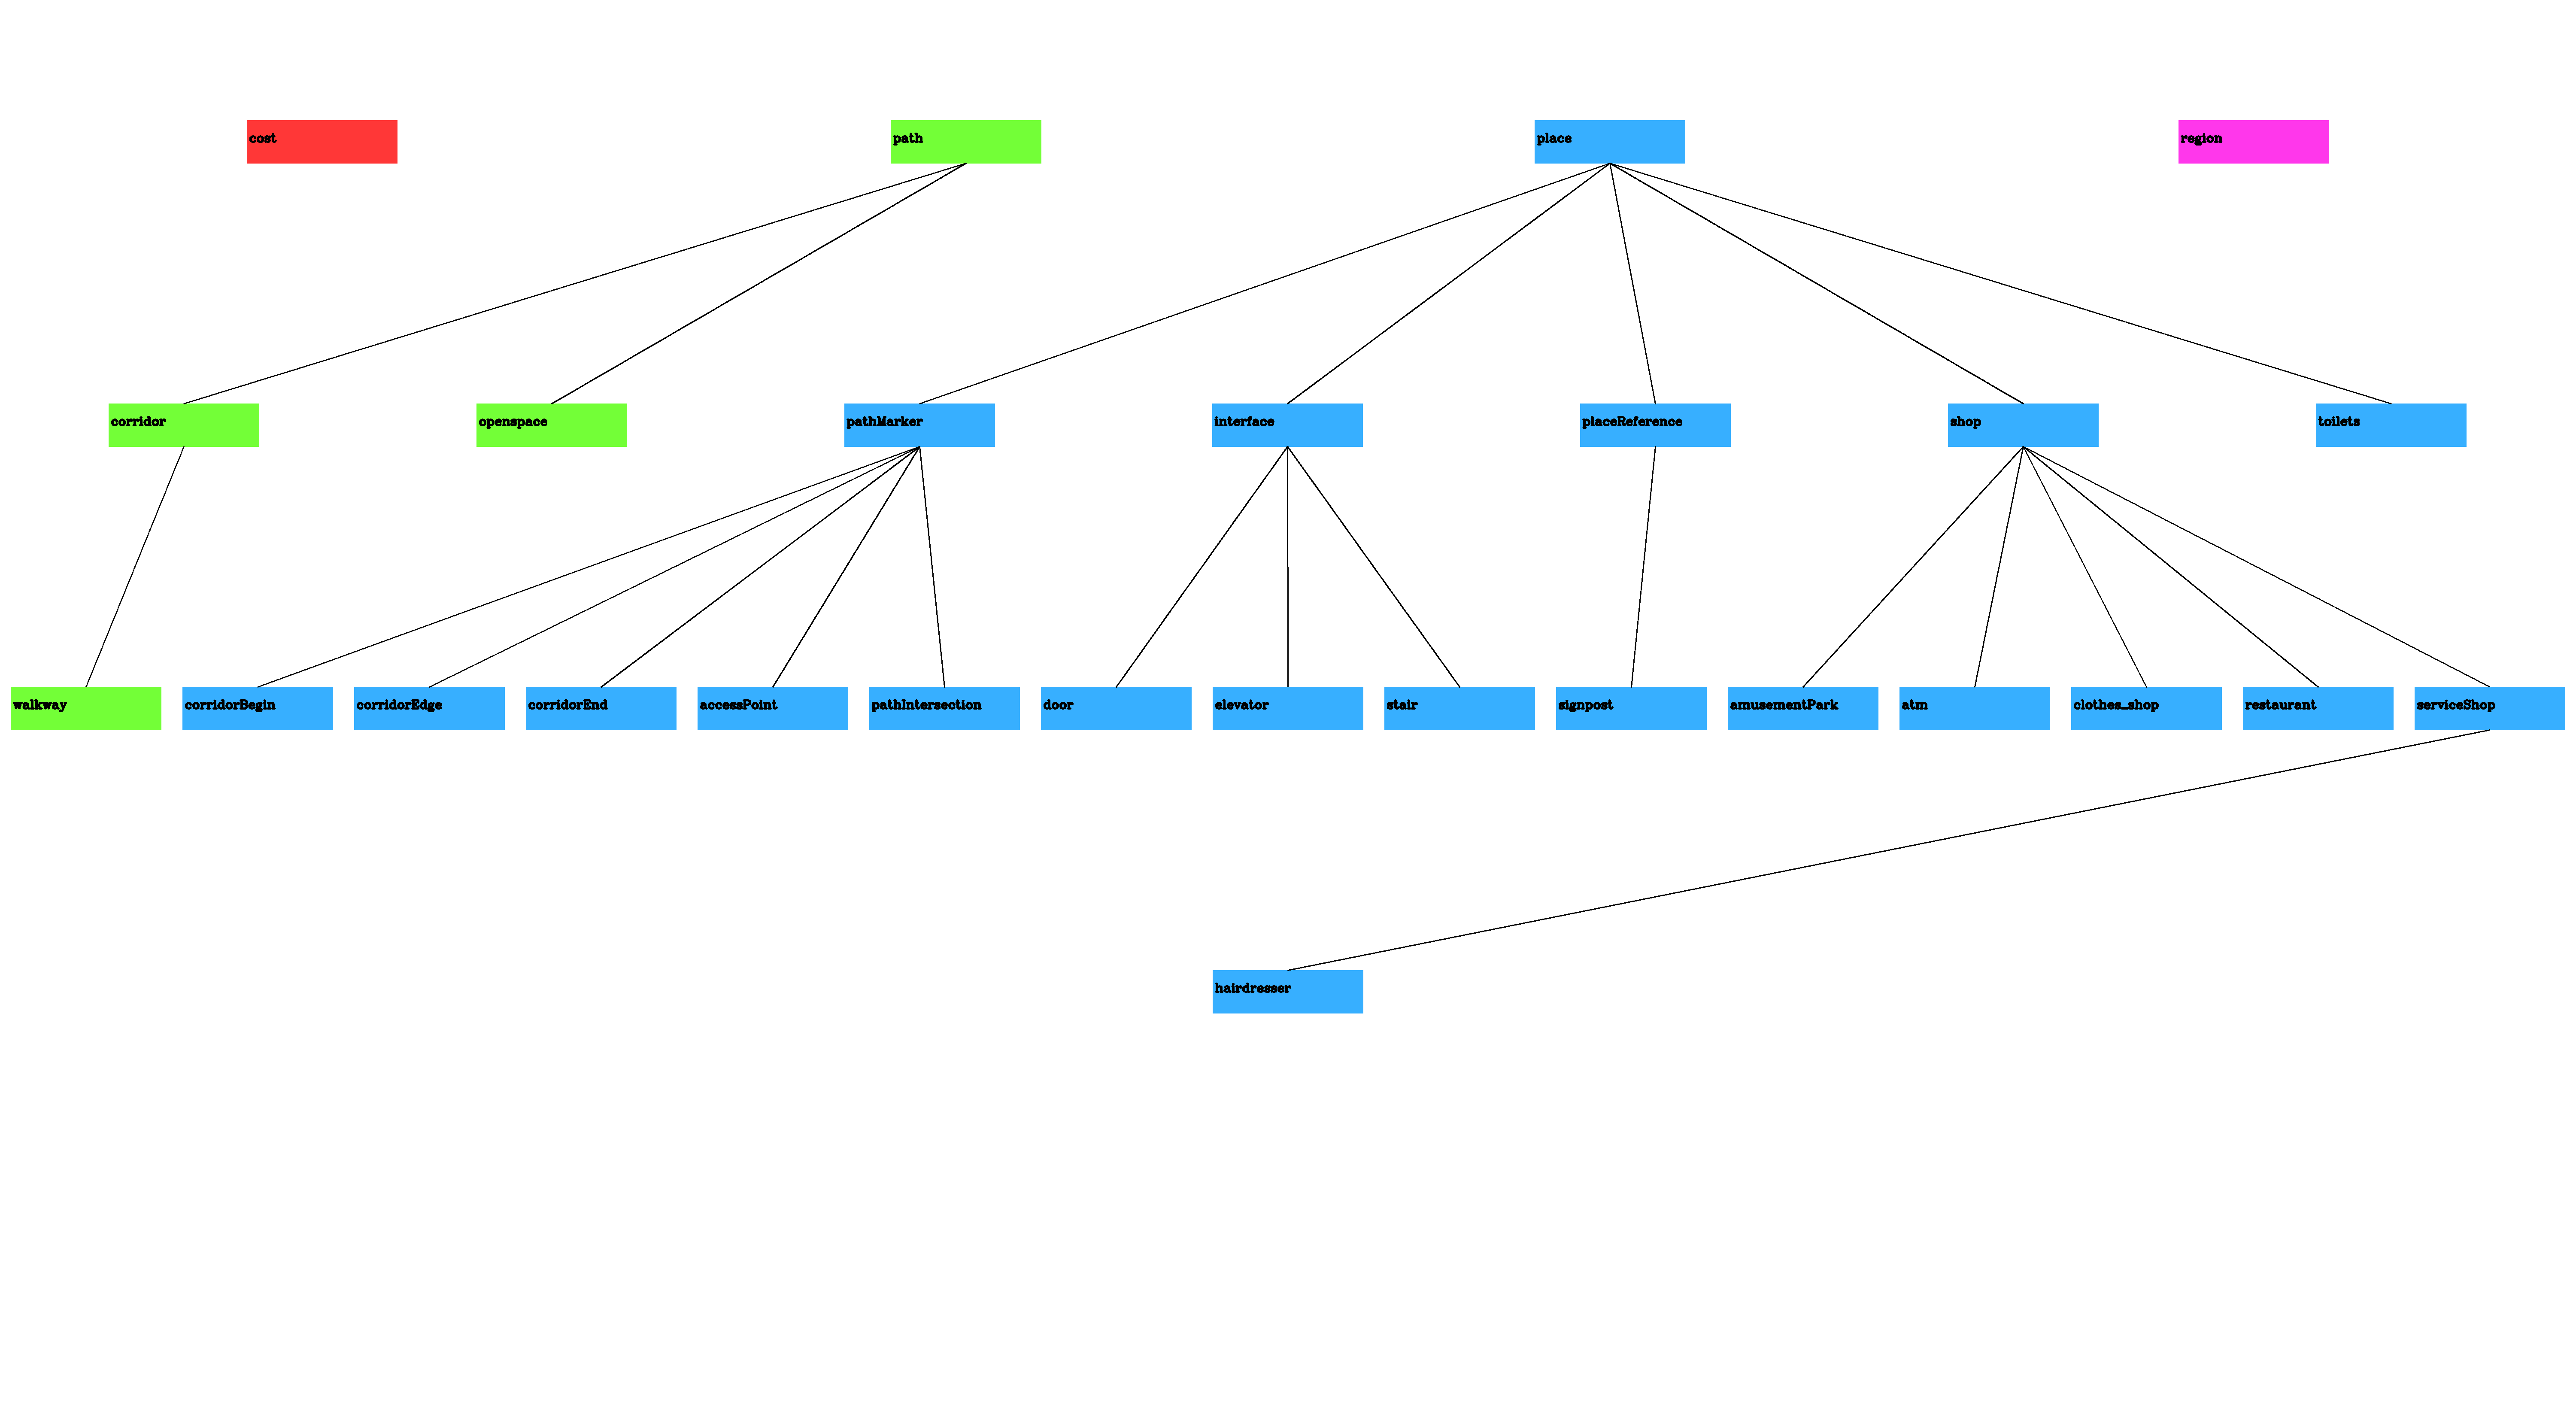 cost
path
place
region
corridor
openspace
pathMarker
interface
placeReference
shop
toilets
walkway
corridorBegin
corridorEdge
corridorEnd
accessPoint
pathIntersection
door
elevator
stair
signpost
amusementPark
atm
clothes_shop
restaurant
serviceShop
hairdresser